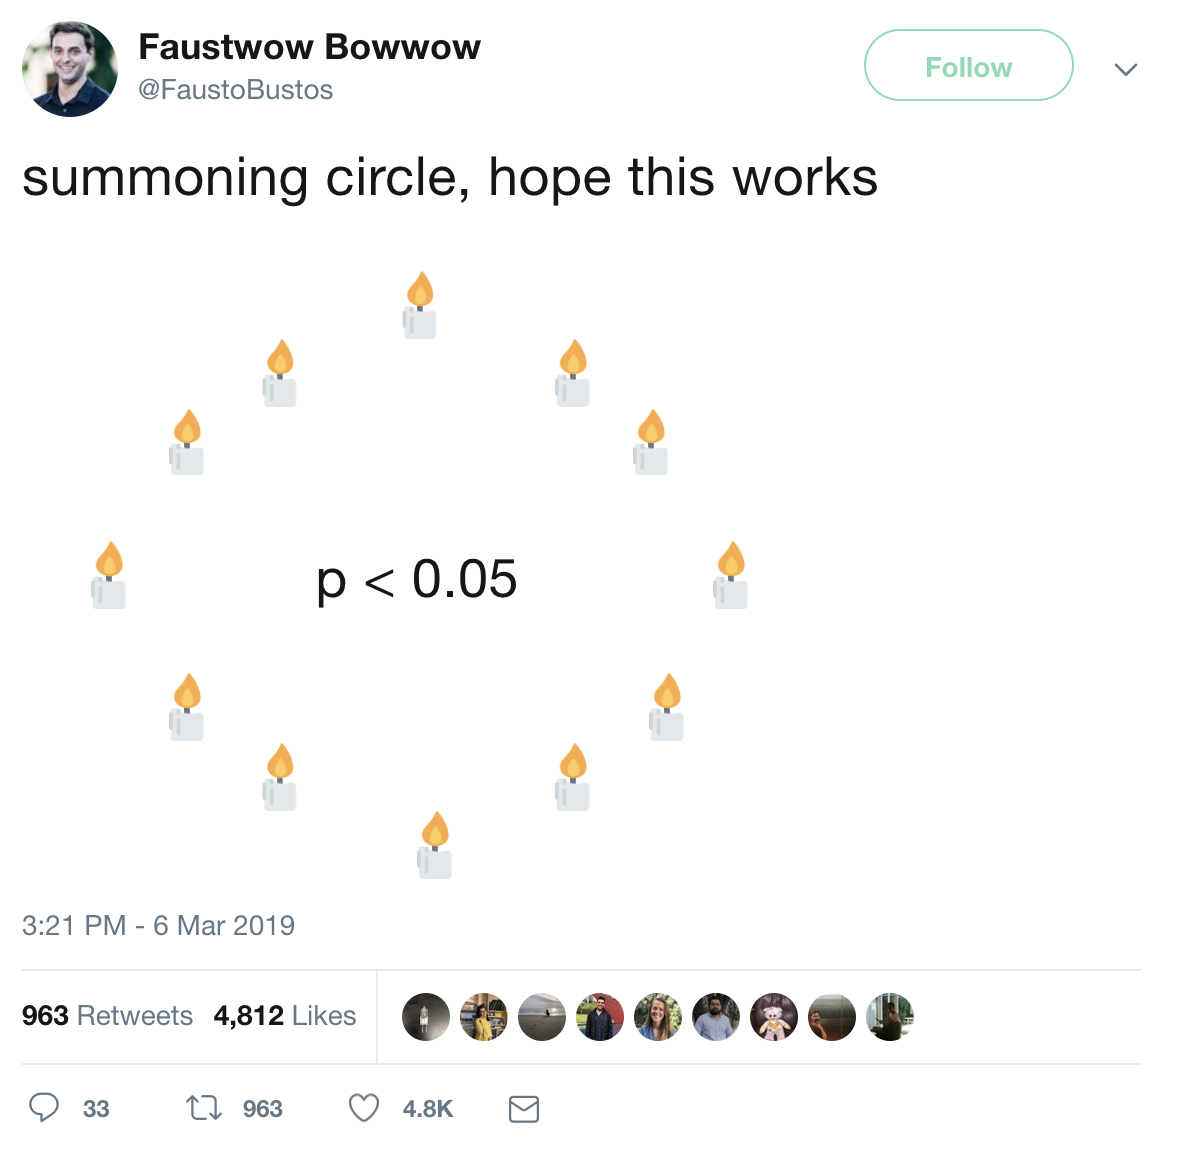 Faustwow Bowwow
@FaustoBustos
Follow
summoning circle, hope this works
p < 0.05
3:21 PM - 6 Mar 2019
963 Retweets 4,812 Likes
33 963 4.8K